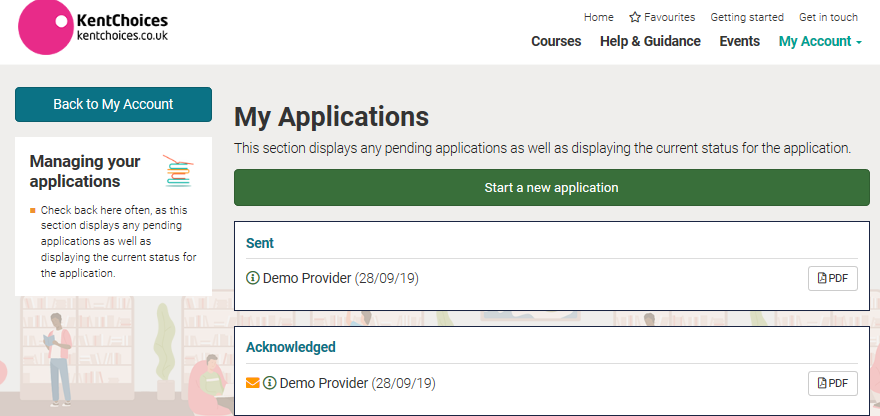 KentChoices
kentchoices.co.uk
Home Favourites Getting started Get in touch
Courses Help & Guidance Events My Account
Back to My Account
Managing your
applications
Check back here often, as this
section displays any pending
applications as well as
displaying the current status for
the application.
My Applications
This section displays any pending applications as well as displaying the current status for the application.
Start a new application
Sent
Demo Provider (28/09/19) PDF
Acknowledged
Demo Provider (28/09/19) PDF